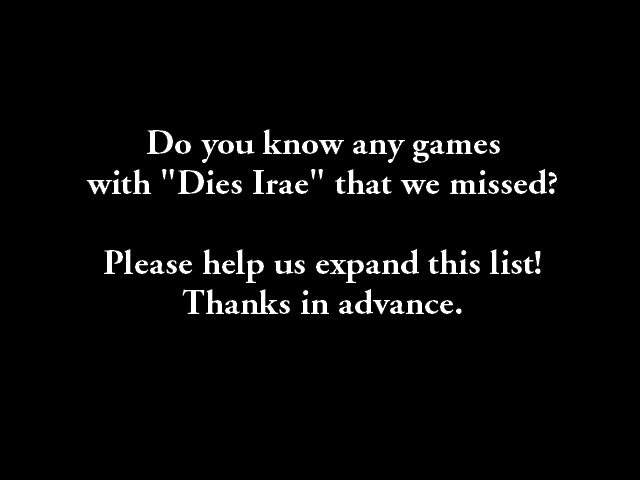 Do you know any games
with "Dies Irae" that we missed?
Please help us expand this list!
Thanks in advance.